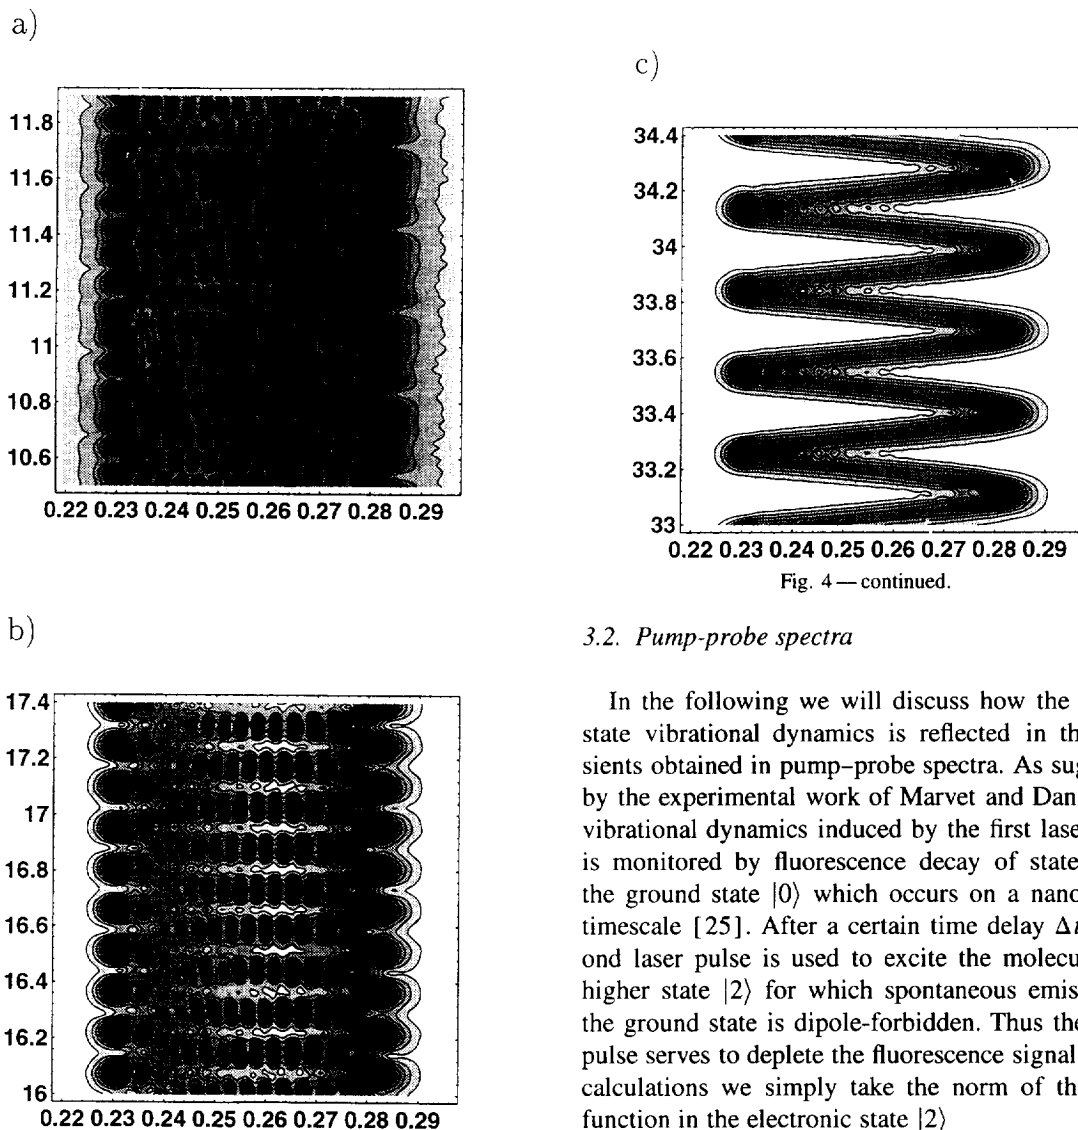 a)
11.8
11.6
11.4
11.2
11
10.8
10.6
0.22 0.23 0.24 0.25 0.26 0.27 0.28 0.29
b)
17.4
17.2
17
16.8
16.6
16.4
16.2
16
0.22 0.23 0.24 0.25 0.26 0.27 0.28 0.29
c)
34.4
34.2
34
33.8
33.6
33.4
33.2
33
0.22 0.23 0.24 0.25 0.26 0.27 0.28 0.29
Fig. 4 — continued.
3.2. Pump-probe spectra
In the following we will discuss how the
state vibrational dynamics is reflected in th
sients obtained in pump–probe spectra. As sug
by the experimental work of Marvet and Dan
vibrational dynamics induced by the first lase
is monitored by fluorescence decay of state
the ground state |0⟩ which occurs on a nano
timescale [25]. After a certain time delay Δt
ond laser pulse is used to excite the molecu
higher state |2⟩ for which spontaneous emis
the ground state is dipole-forbidden. Thus the
pulse serves to deplete the fluorescence signal
calculations we simply take the norm of th
function in the electronic state |2⟩